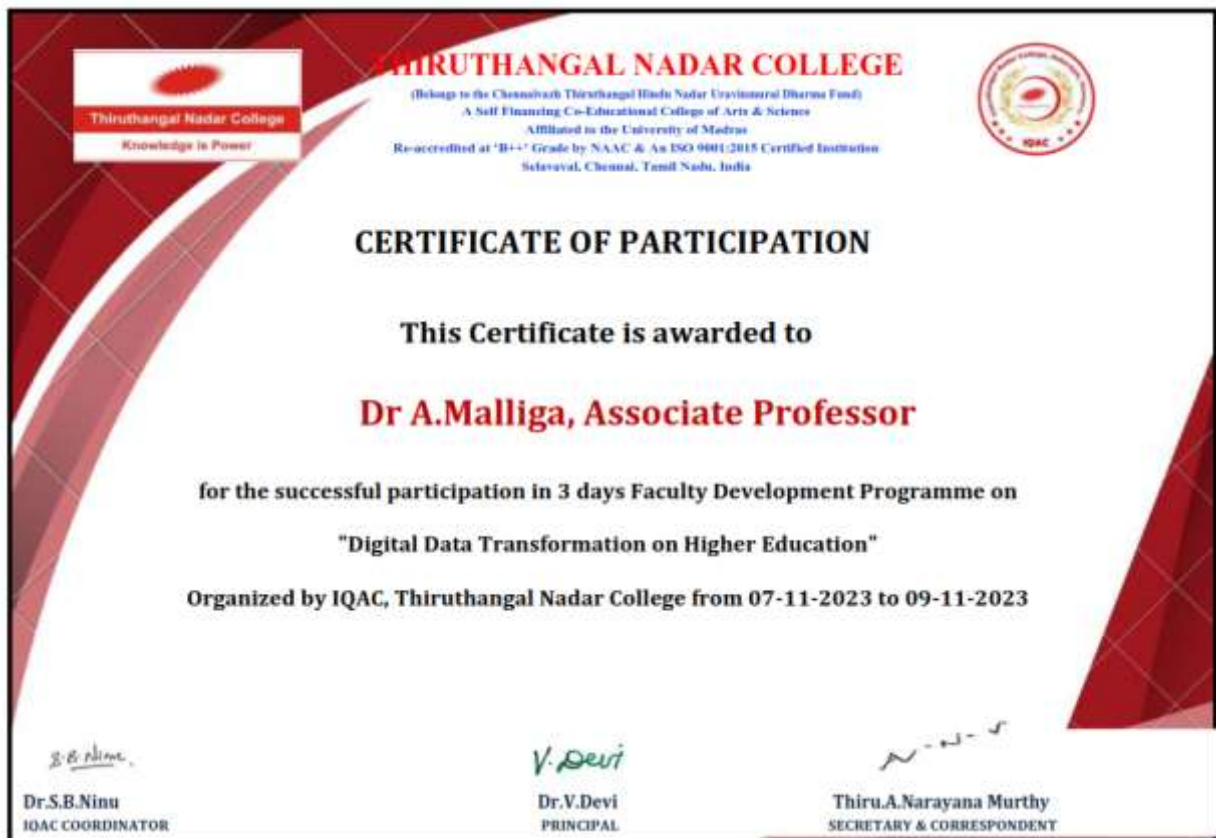 Thiruthangal Nadar College
Knowledge is Power
THIRUTHANGAL NADAR COLLEGE
(Belongs to the Chennaivazh Thiruthangal Hindu Nadar Uravinmurai Dharma Fund)
A Self Financing Co-Educational College of Arts & Science
Affiliated to the University of Madras
Re-accredited at 'B++' Grade by NAAC & An ISO 9001:2015 Certified Institution
Selavayal, Chennai, Tamil Nadu, India
IQAC
CERTIFICATE OF PARTICIPATION
This Certificate is awarded to
Dr A.Malliga, Associate Professor
for the successful participation in 3 days Faculty Development Programme on
"Digital Data Transformation on Higher Education"
Organized by IQAC, Thiruthangal Nadar College from 07-11-2023 to 09-11-2023
V. Devi
Dr.S.B.Ninu
IQAC COORDINATOR
Dr.V.Devi
PRINCIPAL
Thiru.A.Narayana Murthy
SECRETARY & CORRESPONDENT